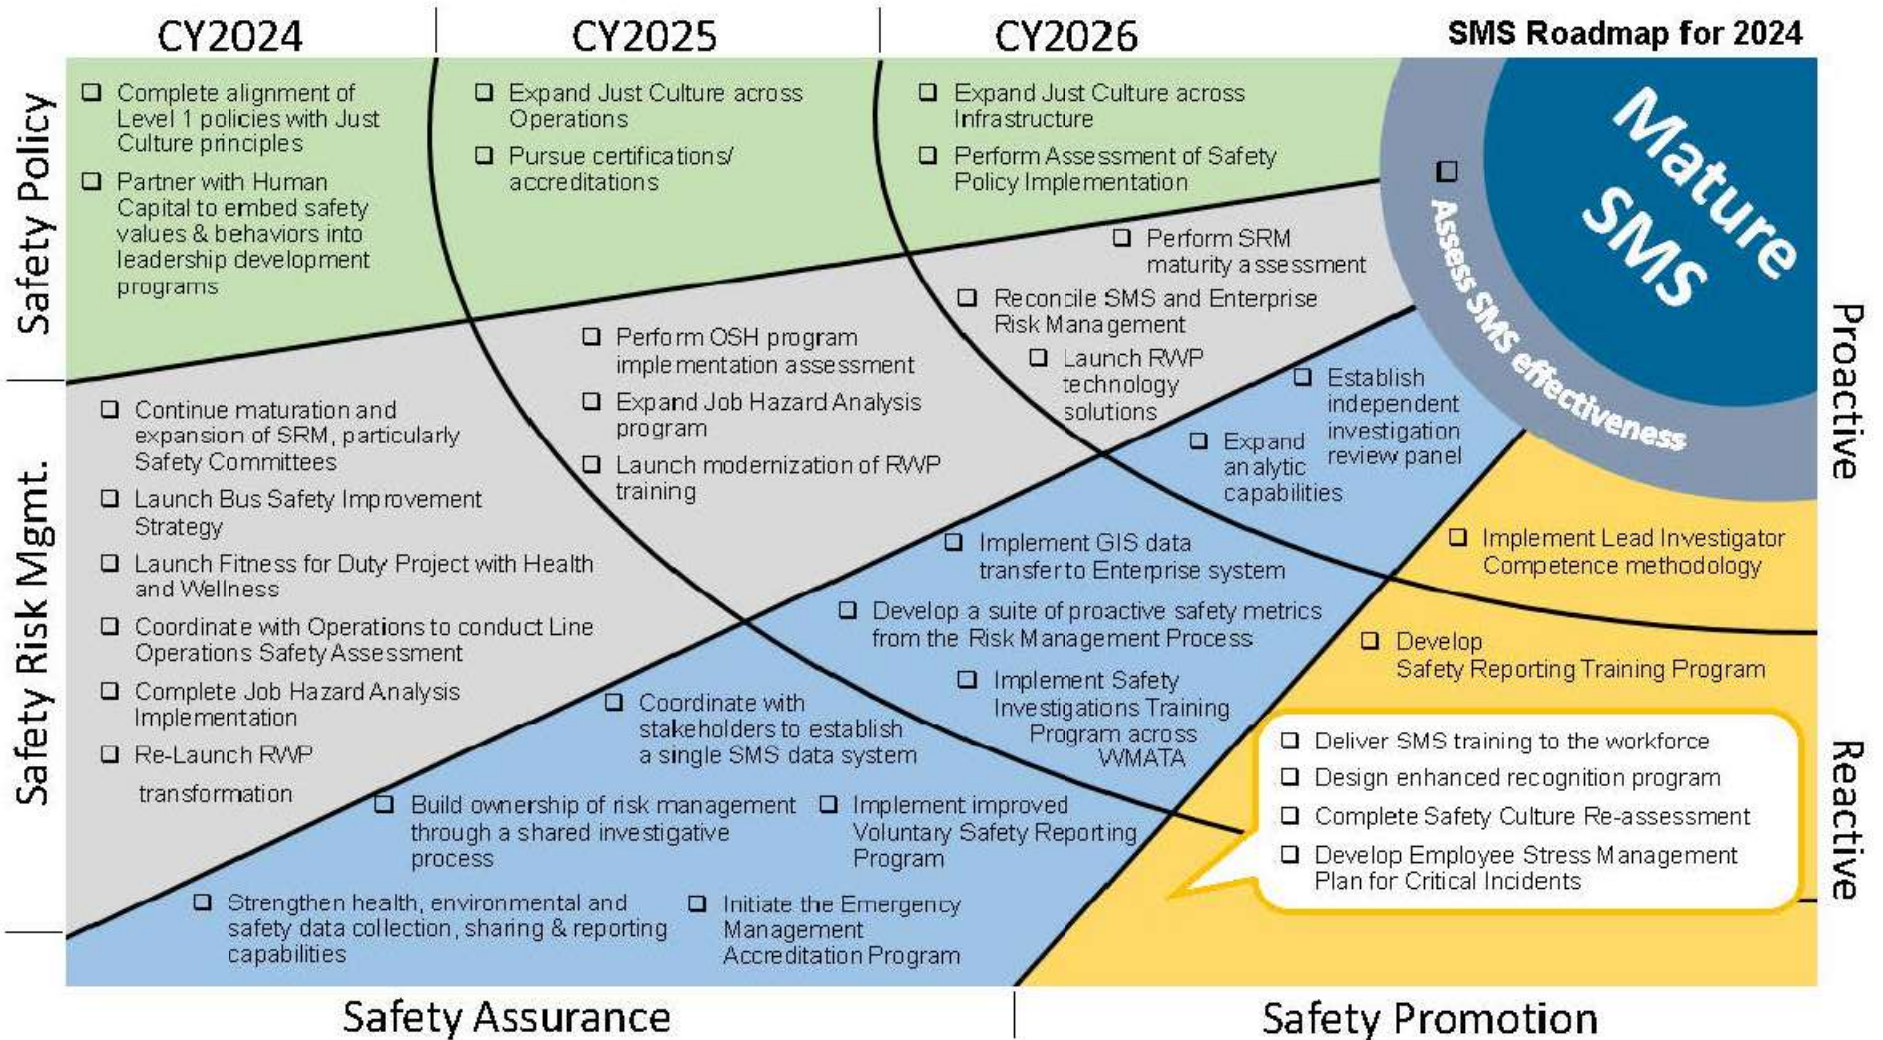 CY2024
CY2025
CY2026
SMS Roadmap for 2024
Safety Policy
❑ Complete alignment of
Level 1 policies with Just
Culture principles
❑ Partner with Human
Capital to embed safety
values & behaviors into
leadership development
programs
❑ Expand Just Culture across
Operations
❑ Pursue certifications/
accreditations
❑ Expand Just Culture across
Infrastructure
❑ Perform Assessment of Safety
Policy Implementation
Mature
SMS
❑ Assess SMS effectiveness
Safety Risk Mgmt.
❑ Continue maturation and
expansion of SRM, particularly
Safety Committees
❑ Launch Bus Safety Improvement
Strategy
❑ Launch Fitness for Duty Project with Health
and Wellness
❑ Coordinate with Operations to conduct Line
Operations Safety Assessment
❑ Complete Job Hazard Analysis
Implementation
❑ Re-Launch RWP
transformation
❑ Perform OSH program
implementation assessment
❑ Expand Job Hazard Analysis
program
❑ Launch modernization of RWP
training
❑ Perform SRM
maturity assessment
❑ Reconcile SMS and Enterprise
Risk Management
❑ Launch RWP
technology
solutions
❑ Establish
independent
investigation
review panel
❑ Expand
analytic
capabilities
❑ Implement GIS data
transfer to Enterprise system
❑ Develop a suite of proactive safety metrics
from the Risk Management Process
❑ Implement Safety
Investigations Training
Program across
WMATA
❑ Coordinate with
stakeholders to establish
a single SMS data system
❑ Build ownership of risk management
through a shared investigative
process
❑ Implement improved
Voluntary Safety Reporting
Program
❑ Strengthen health, environmental and
safety data collection, sharing & reporting
capabilities
❑ Initiate the Emergency
Management
Accreditation Program
❑ Implement Lead Investigator
Competence methodology
❑ Develop
Safety Reporting Training Program
❑ Deliver SMS training to the workforce
❑ Design enhanced recognition program
❑ Complete Safety Culture Re-assessment
❑ Develop Employee Stress Management
Plan for Critical Incidents
Proactive
Reactive
Safety Assurance
Safety Promotion